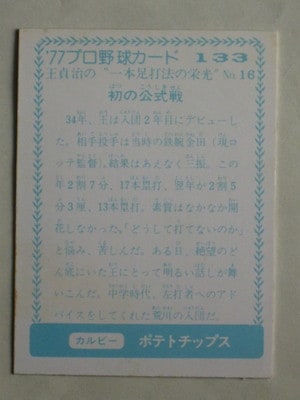 '77プロ野球カード 133
王貞治の"一本足打法の栄光"No.16
初の公式戦
34年、王は入団2年目にデビューし
た。相手投手は当時の鉄腕金田（現ロ
ッテ監督）、結果はあえなく三振。この
年2割7分、17本塁打、翌年が2割5
分3厘、13本塁打。素質はなかなか開
花しなかった。「どうして打てないのか」
と悩み、苦しんだ。ある日、絶望のど
ん底にいた王にとって明るい話しが舞
いこんだ。中学時代、左打者へのアド
バイスをしてくれた荒川の入団だ。
カルビー ポテトチップス